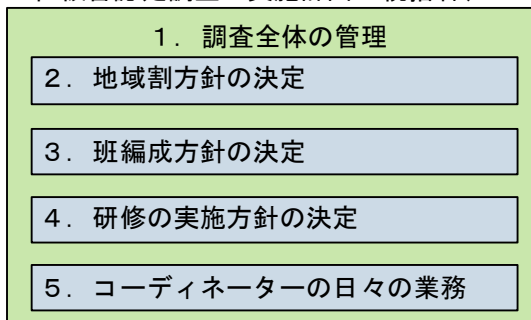 １．調査全体の管理
２．地域割方針の決定
３．班編成方針の決定
４．研修の実施方針の決定
５．コーディネーターの日々の業務